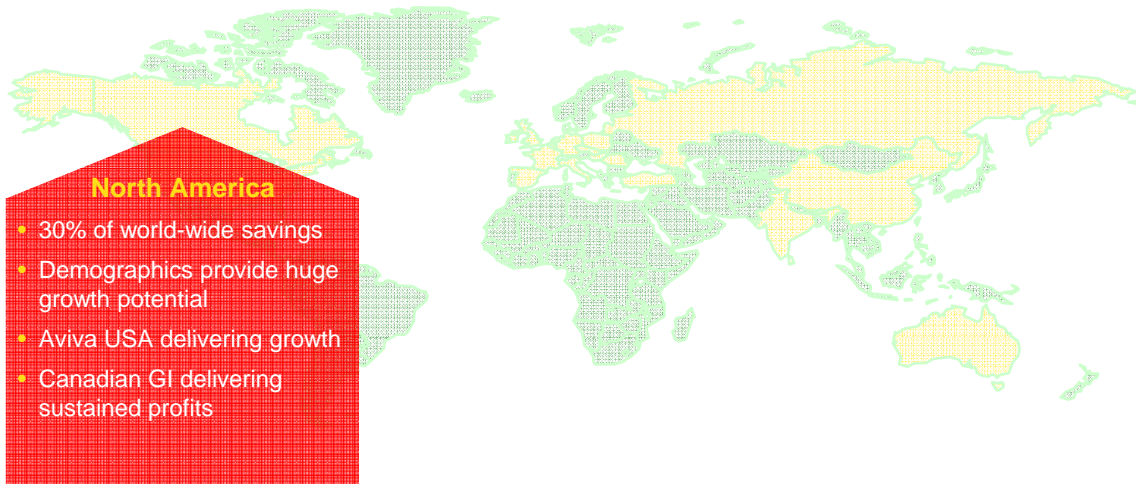 North America
• 30% of world-wide savings
• Demographics provide huge
growth potential
• Aviva USA delivering growth
• Canadian GI delivering
sustained profits